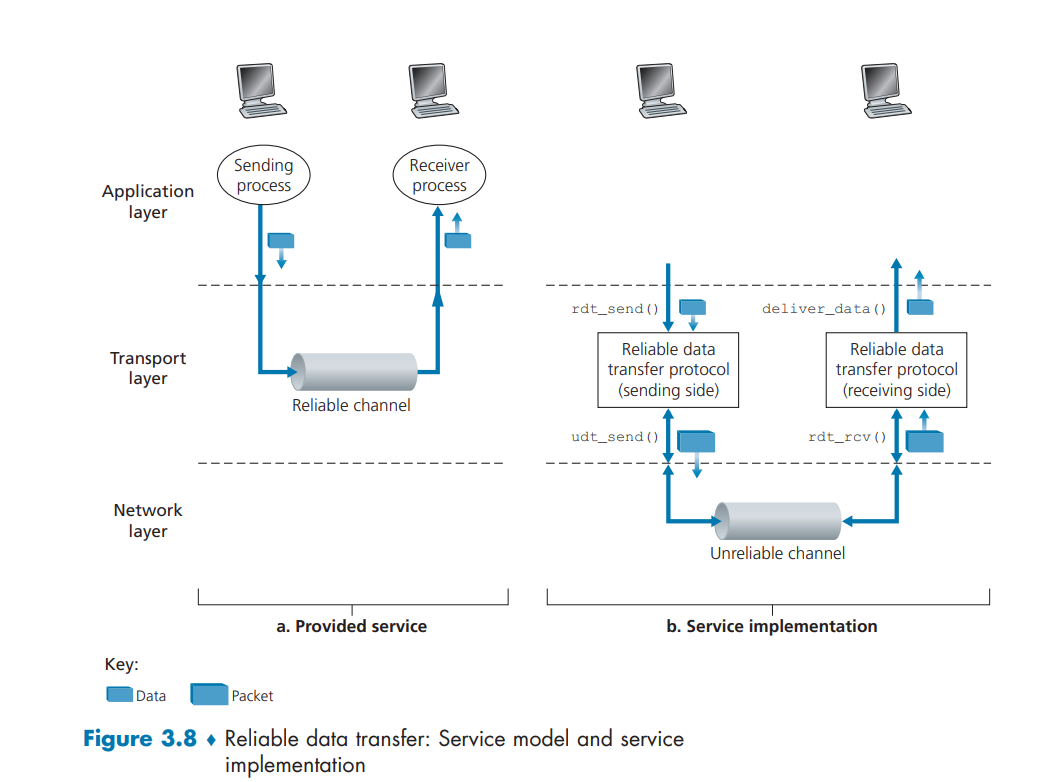 Sending
process
Receiver
process
Application
layer
rdt_send()
deliver_data()
Transport
layer
Reliable channel
Reliable data
transfer protocol
(sending side)
Reliable data
transfer protocol
(receiving side)
udt_send()
rdt_rcv()
Network
layer
Unreliable channel
a. Provided service
b. Service implementation
Key:
Data
Packet
Figure 3.8 ♦ Reliable data transfer: Service model and service
implementation